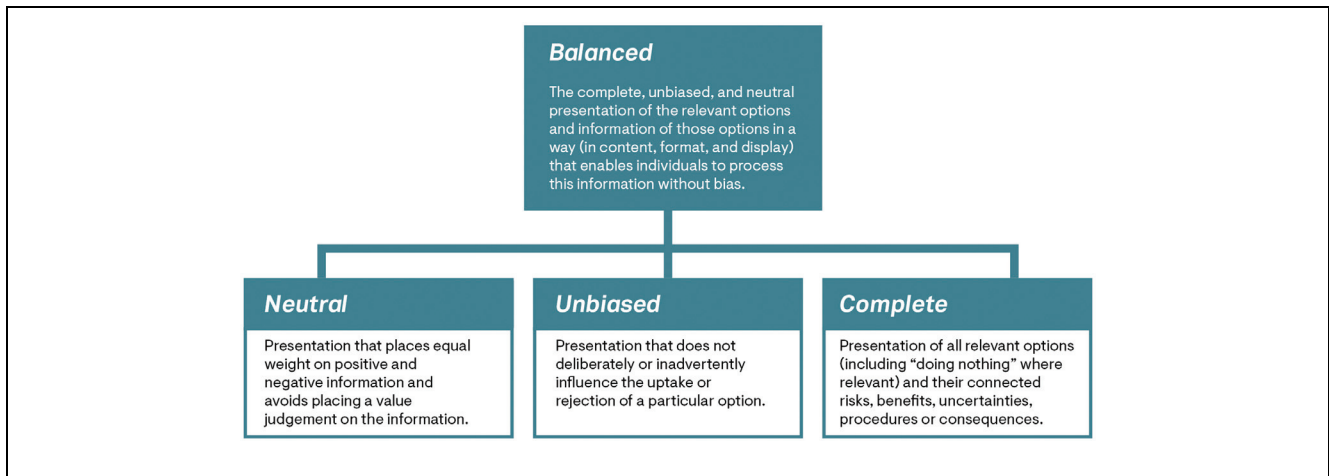 Balanced
The complete, unbiased, and neutral
presentation of the relevant options
and information of those options in a
way (in content, format, and display)
that enables individuals to process
this information without bias.
Neutral
Presentation that places equal
weight on positive and
negative information and
avoids placing a value
judgement on the information.
Unbiased
Presentation that does not
deliberately or inadvertently
influence the uptake or
rejection of a particular option.
Complete
Presentation of all relevant options
(including “doing nothing” where
relevant) and their connected
risks, benefits, uncertainties,
procedures or consequences.